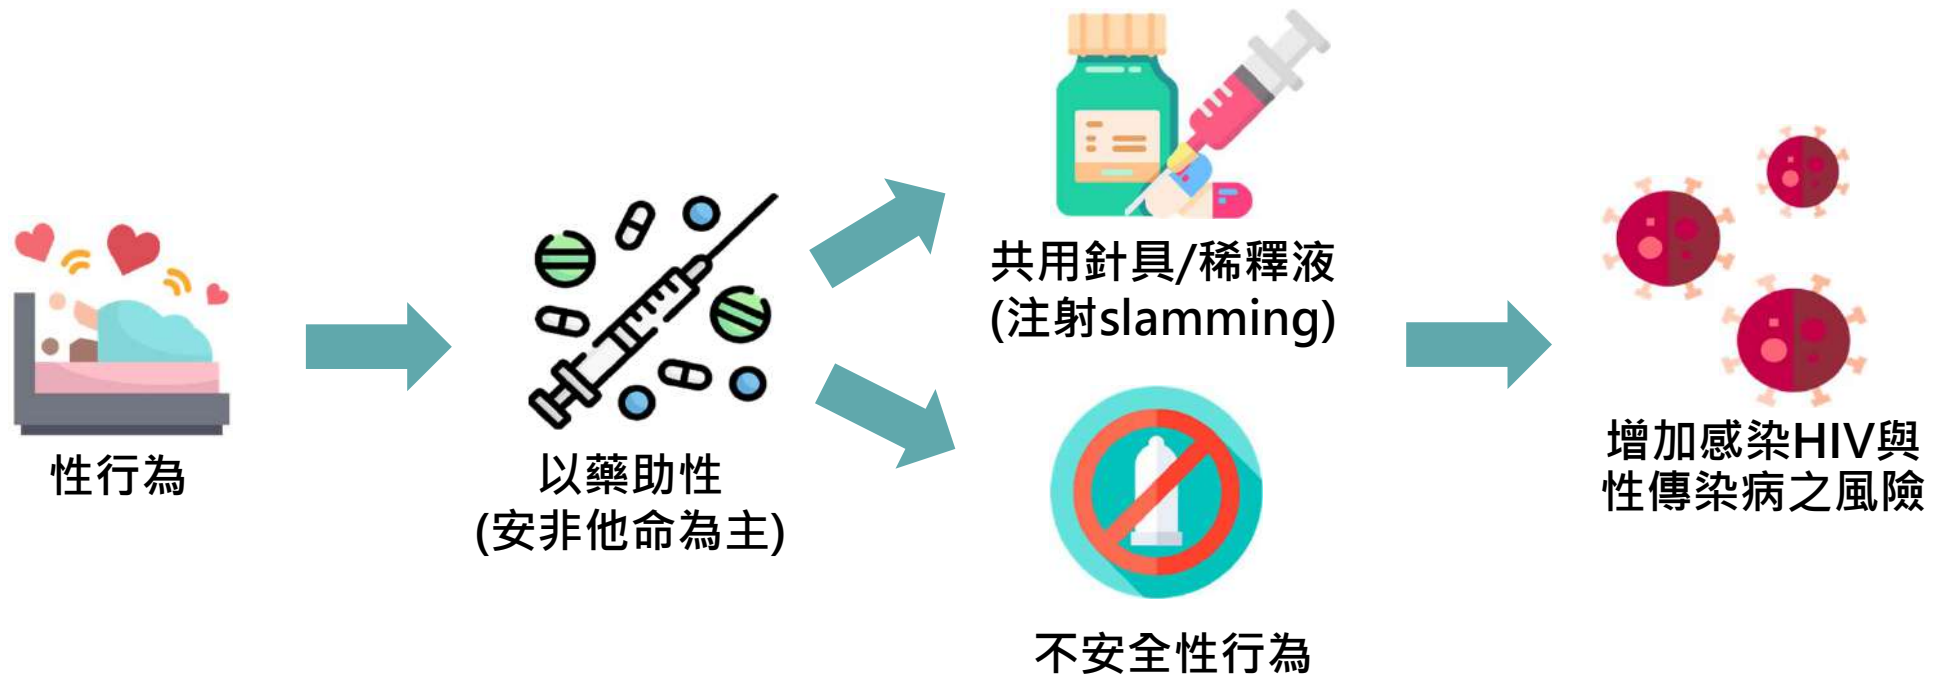 性行為
以藥助性
(安非他命為主)
共用針具/稀釋液
(注射slamming)
不安全性行為
增加感染HIV與
性傳染病之風險